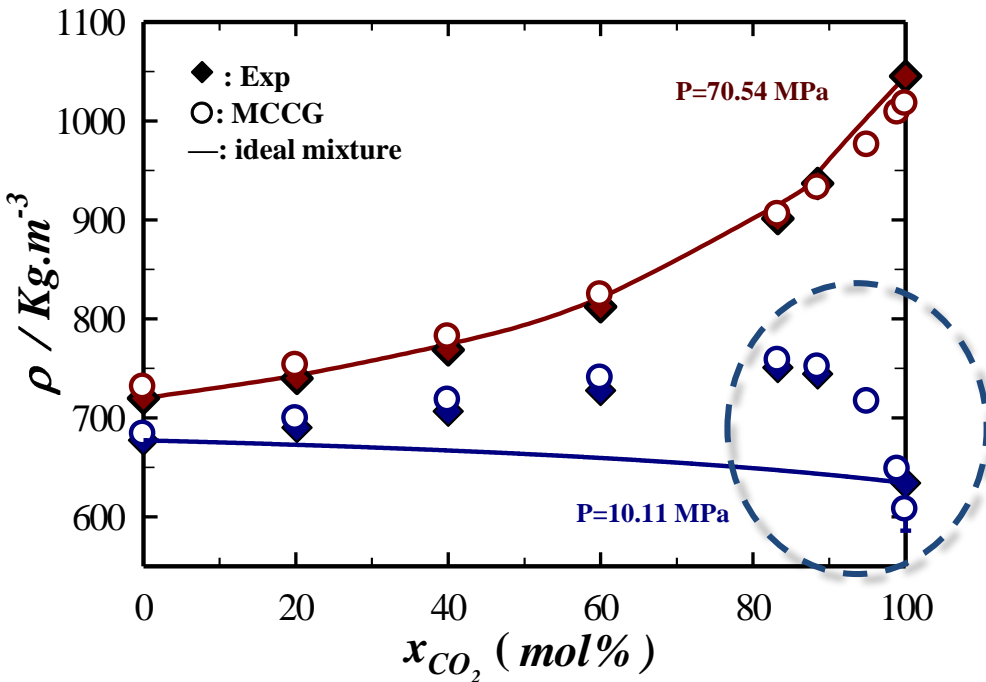 1100
1000
900
800
700
600
ρ / Kg.m⁻³
◆ : Exp
○ : MCCG
—: ideal mixture
P=70.54 MPa
P=10.11 MPa
0 20 40 60 80 100
x_CO₂ ( mol% )